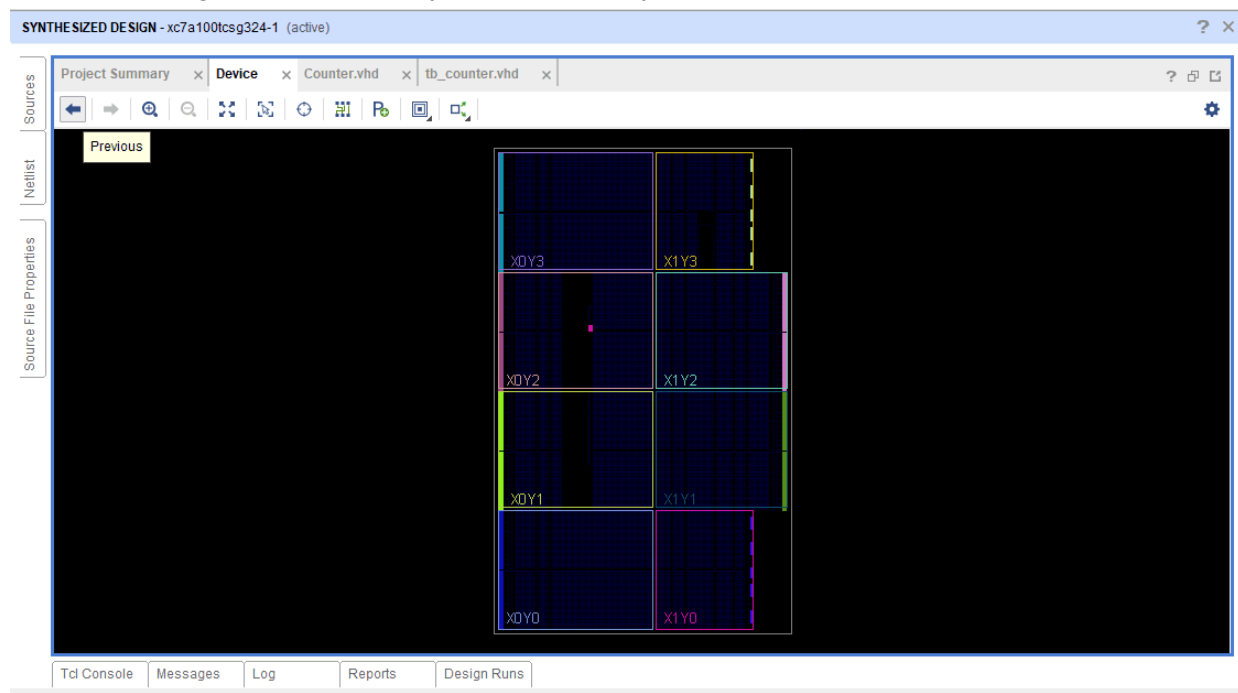 SYNTHESIZED DESIGN - xc7a100tcsg324-1 (active)
Project Summary Device Counter.vhd tb_counter.vhd
Previous
Sources
Netlist
Source File Properties
X0Y3 X1Y3
X0Y2 X1Y2
X0Y1 X1Y1
X0Y0 X1Y0
Tcl Console Messages Log Reports Design Runs